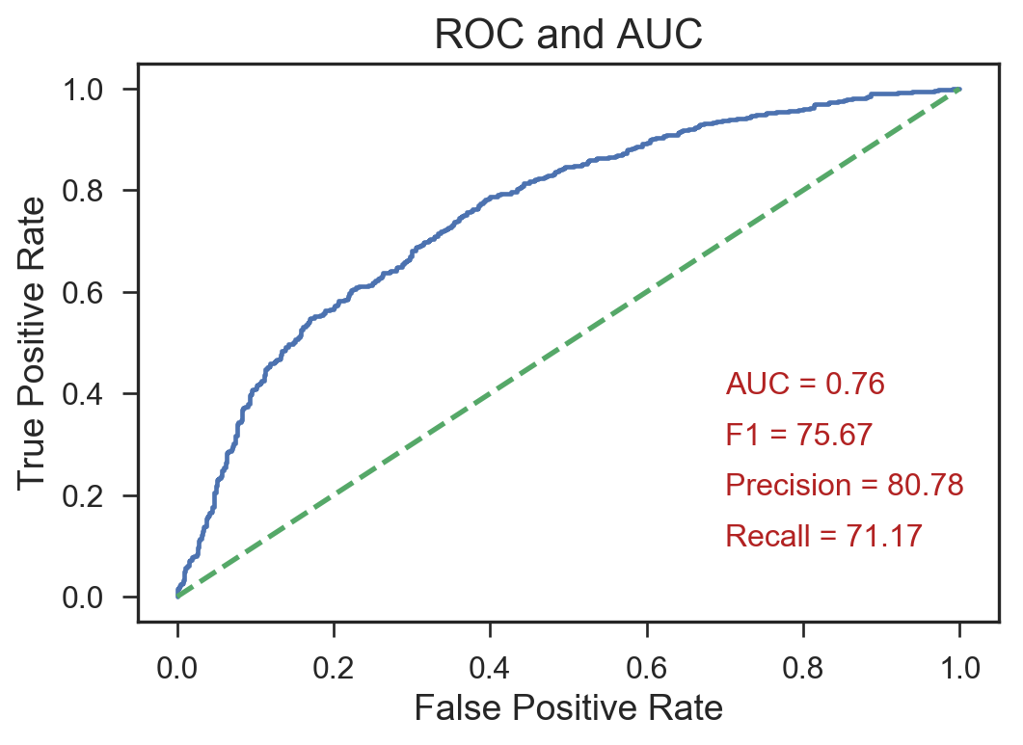 ROC and AUC
True Positive Rate
1.0
0.8
0.6
0.4
0.2
0.0
AUC = 0.76
F1 = 75.67
Precision = 80.78
Recall = 71.17
0.0 0.2 0.4 0.6 0.8 1.0
False Positive Rate